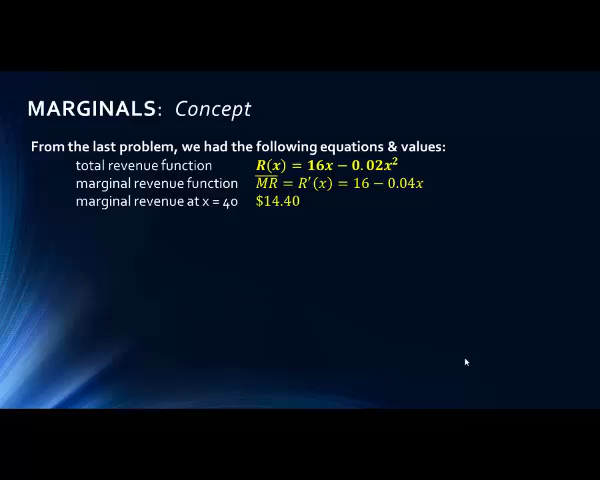 MARGINALS: Concept
From the last problem, we had the following equations & values:
total revenue function R(x) = 16x − 0.02x²
marginal revenue function M̅R̅ = R′(x) = 16 − 0.04x
marginal revenue at x = 40 $14.40